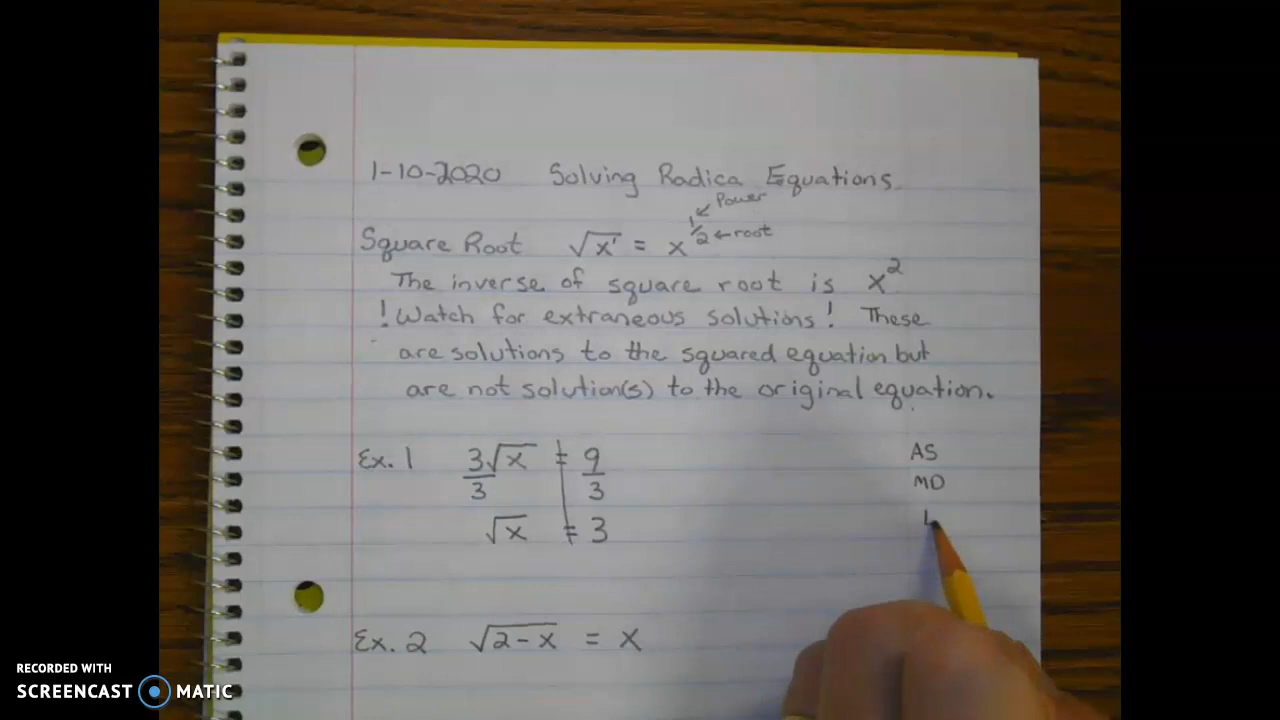 1-10-2020 Solving Radica Equations
Power
Square Root √x¹ = x^1/2 ← root
The inverse of square root is x²
! Watch for extraneous solutions! These
are solutions to the squared equation but
are not solution(s) to the original equation.
Ex. 1 3√x = 9
3 3
√x = 3
AS
MD
Ex. 2 √2-x = x
RECORDED WITH
SCREENCAST MATIC